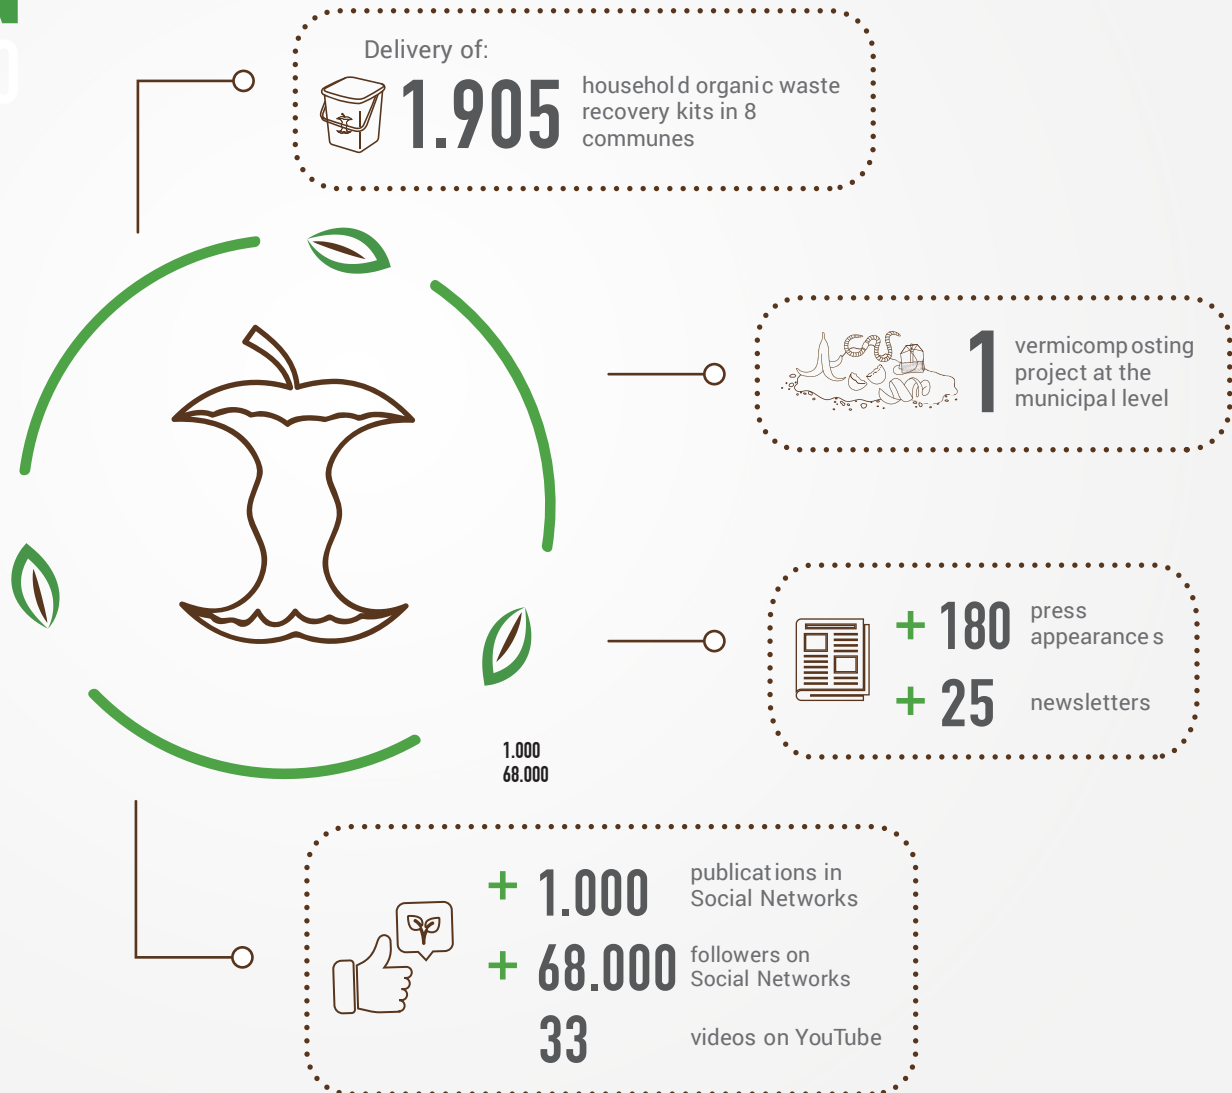 Delivery of:
1.905
household organic waste
recovery kits in 8
communes
1
vermicomposting
project at the
municipal level
+ 180
press
appearances
+ 25
newsletters
1.000
68.000
+ 1.000
publications in
Social Networks
+ 68.000
followers on
Social Networks
33
videos on YouTube